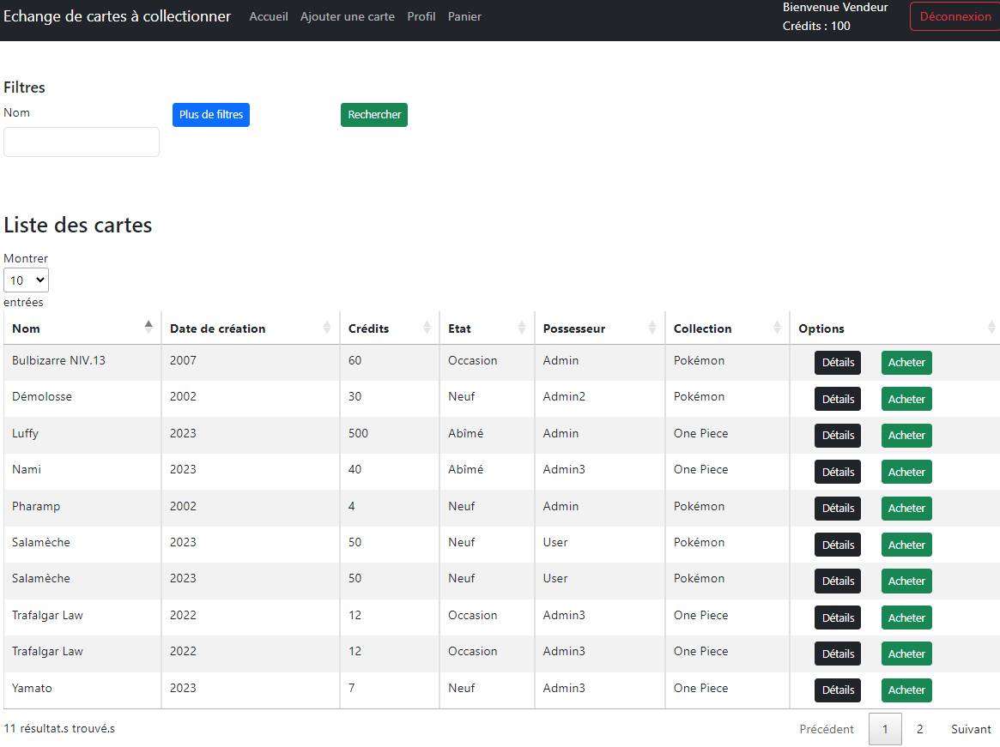 Echange de cartes à collectionner Accueil Ajouter une carte Profil Panier
Bienvenue Vendeur
Crédits : 100
Déconnexion
Filtres
Nom
Plus de filtres
Rechercher
Liste des cartes
Montrer
10
entrées
Nom Date de création Crédits Etat Possesseur Collection Options
Bulbizarre NIV.13 2007 60 Occasion Admin Pokémon Détails Acheter
Démolosse 2002 30 Neuf Admin2 Pokémon Détails Acheter
Luffy 2023 500 Abîmé Admin One Piece Détails Acheter
Nami 2023 40 Abîmé Admin3 One Piece Détails Acheter
Pharamp 2002 4 Neuf Admin Pokémon Détails Acheter
Salamèche 2023 50 Neuf User Pokémon Détails Acheter
Salamèche 2023 50 Neuf User Pokémon Détails Acheter
Trafalgar Law 2022 12 Occasion Admin3 One Piece Détails Acheter
Trafalgar Law 2022 12 Occasion Admin3 One Piece Détails Acheter
Yamato 2023 7 Neuf Admin3 One Piece Détails Acheter
11 résultat.s trouvé.s
Précédent 1 2 Suivant